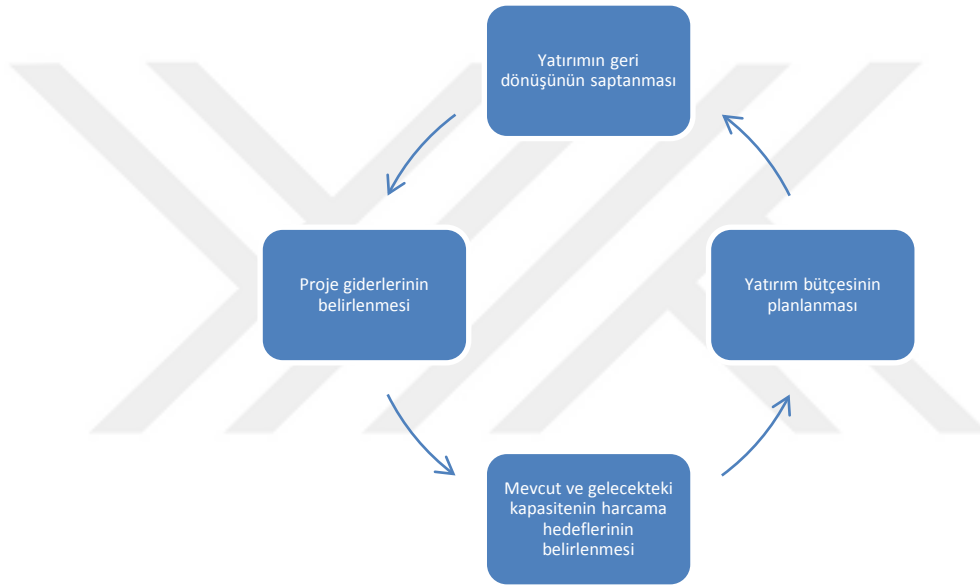 Yatırımın geri
dönüşünün saptanması
Proje giderlerinin
belirlenmesi
Yatırım bütçesinin
planlanması
Mevcut ve gelecekteki
kapasitenin harcama
hedeflerinin
belirlenmesi